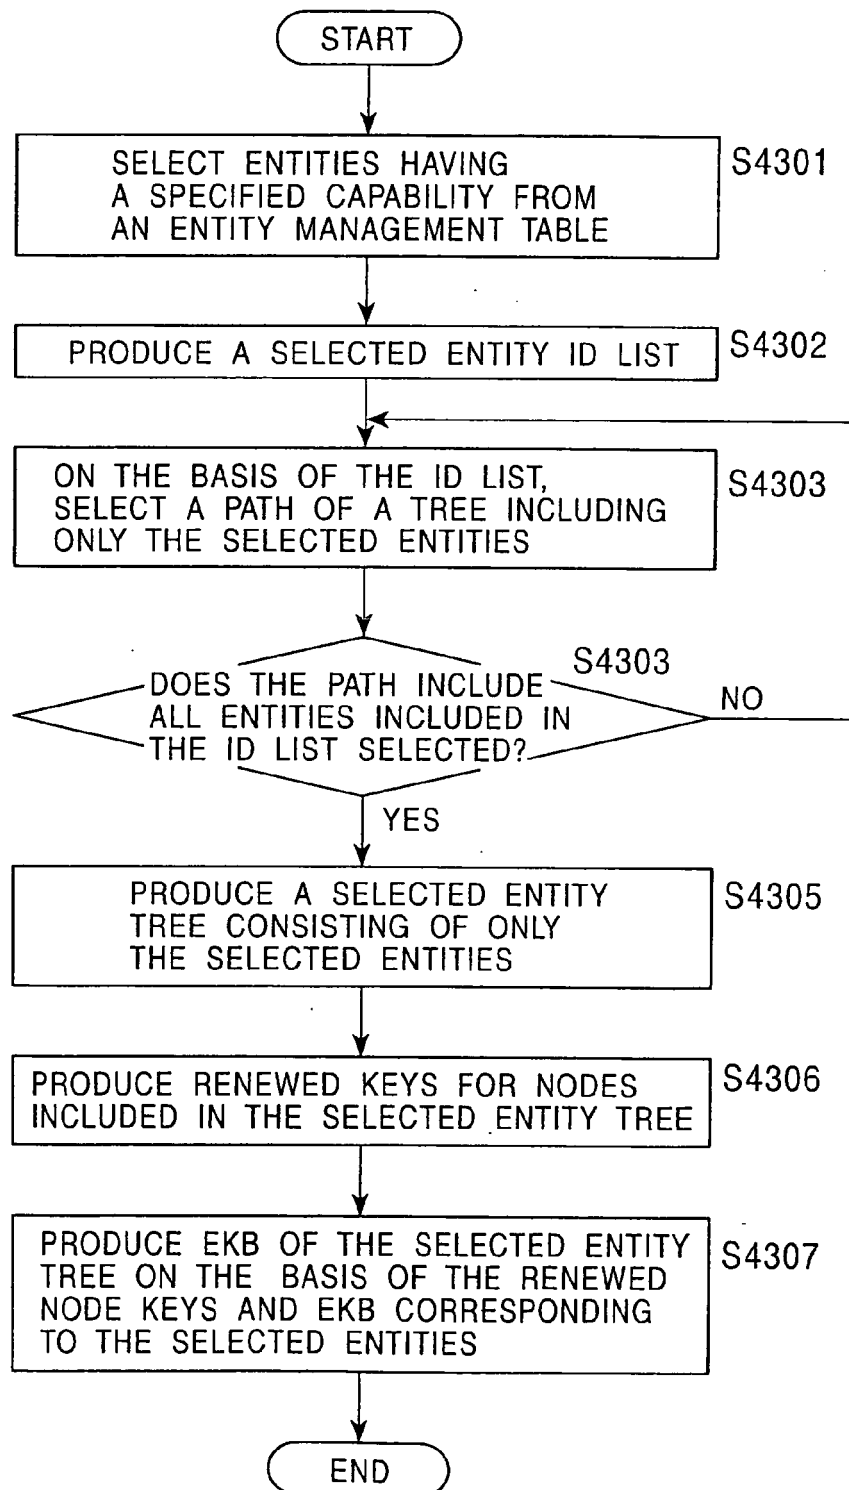 START
SELECT ENTITIES HAVING
A SPECIFIED CAPABILITY FROM
AN ENTITY MANAGEMENT TABLE
S4301
PRODUCE A SELECTED ENTITY ID LIST
S4302
ON THE BASIS OF THE ID LIST,
SELECT A PATH OF A TREE INCLUDING
ONLY THE SELECTED ENTITIES
S4303
S4303
DOES THE PATH INCLUDE
ALL ENTITIES INCLUDED IN
THE ID LIST SELECTED?
NO
YES
PRODUCE A SELECTED ENTITY
TREE CONSISTING OF ONLY
THE SELECTED ENTITIES
S4305
PRODUCE RENEWED KEYS FOR NODES
INCLUDED IN THE SELECTED ENTITY TREE
S4306
PRODUCE EKB OF THE SELECTED ENTITY
TREE ON THE BASIS OF THE RENEWED
NODE KEYS AND EKB CORRESPONDING
TO THE SELECTED ENTITIES
S4307
END